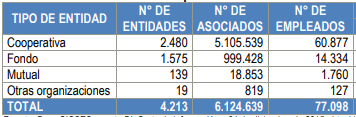 TIPO DE ENTIDAD N° DE ENTIDADES N° DE ASOCIADOS N° DE EMPLEADOS
Cooperativa 2.480 5.105.539 60.877
Fondo 1.575 999.428 14.334
Mutual 139 18.853 1.760
Otras organizaciones 19 819 127
TOTAL 4.213 6.124.639 77.098